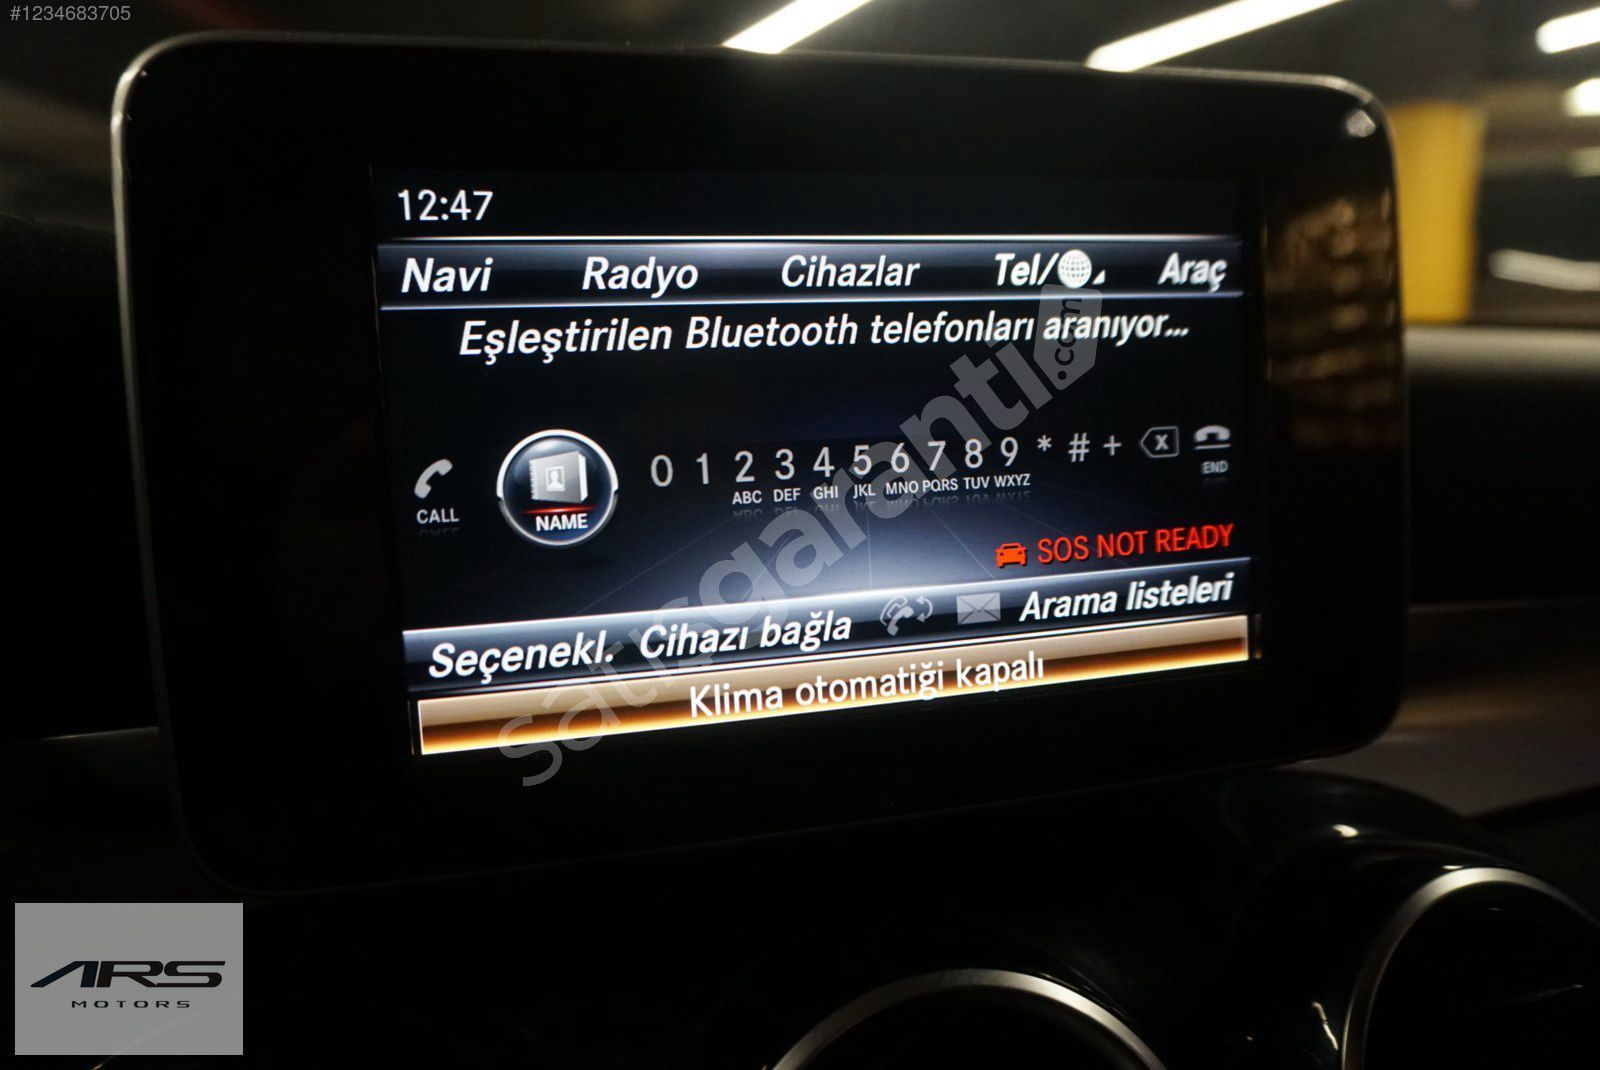 #1234683705
12:47
Navi Radyo Cihazlar Tel/ Araç
Eşleştirilen Bluetooth telefonları aranıyor...
CALL NAME 0 1 2 3 4 5 6 7 8 9 * # + X END
ABC DEF GHI JKL MNO PQRS TUV WXYZ
SOS NOT READY
Seçenekl. Cihazı bağla Arama listeleri
Klima otomatiği kapalı
satışgaranti.com
ARS
MOTORS